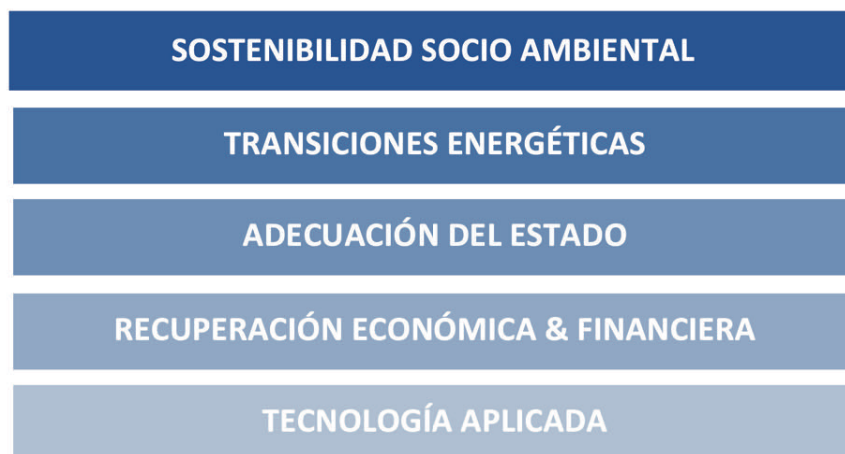 SOSTENIBILIDAD SOCIO AMBIENTAL
TRANSICIONES ENERGÉTICAS
ADECUACIÓN DEL ESTADO
RECUPERACIÓN ECONÓMICA & FINANCIERA
TECNOLOGÍA APLICADA